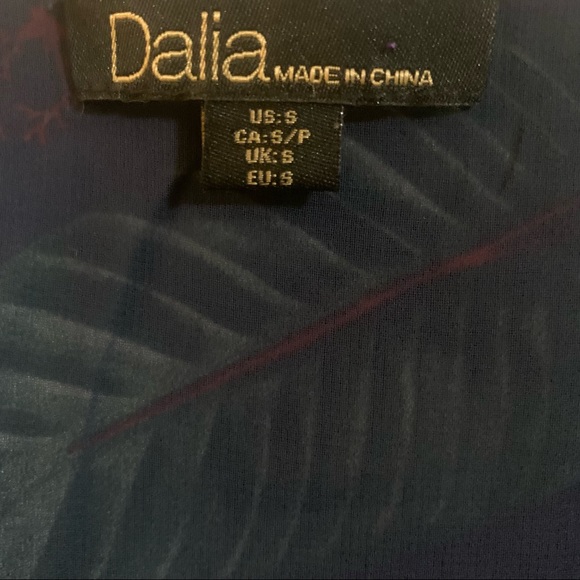 Dalia MADE IN CHINA
US:S
CA:S/P
UK:S
EU:S